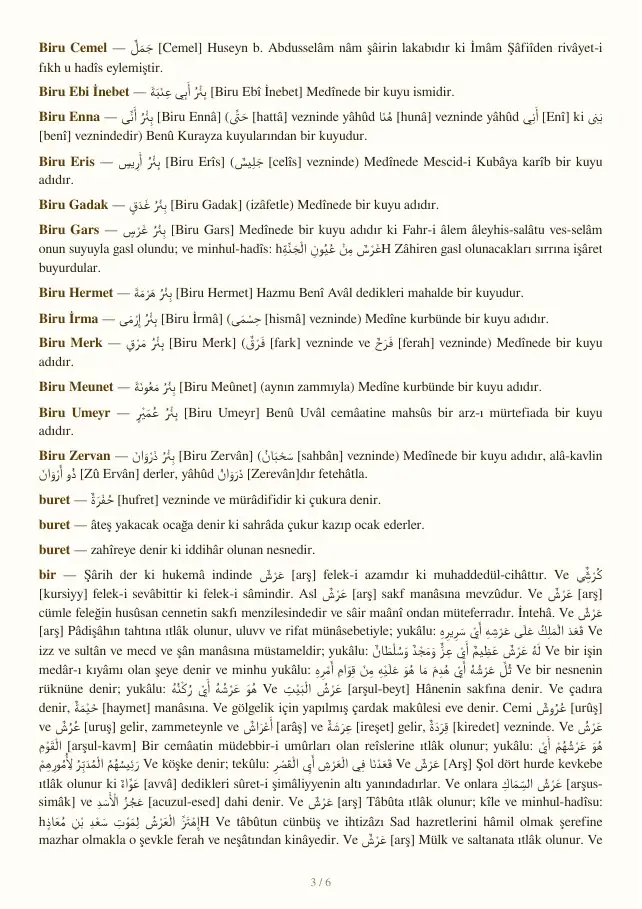 Biru Cemel — جَمَلٌ [Cemel] Huseyn b. Abdusselâm nâm şâirin lakabıdır ki İmâm Şâfiîden rivâyet-i
fıkh u hadîs eylemiştir.
Biru Ebi İnebet — بِئْرُ أَبِي عِنَبَةَ [Biru Ebî İnebet] Medînede bir kuyu ismidir.
Biru Enna — بِئْرُ أَنَّى [Biru Ennâ] (حَتَّى [hattâ] vezninde yâhûd هُنَا [hunâ] vezninde yâhûd أَنِي [Enî] ki بَنِي
[benî] veznindedir) Benû Kurayza kuyularından bir kuyudur.
Biru Eris — بِئْرُ أَرِيسٍ [Biru Erîs] (جَلِيسٌ [celîs] vezninde) Medînede Mescid-i Kubâya karîb bir kuyu
adıdır.
Biru Gadak — بِئْرُ غَدَقٍ [Biru Gadak] (izâfetle) Medînede bir kuyu adıdır.
Biru Gars — بِئْرُ غَرْسٍ [Biru Gars] Medînede bir kuyu adıdır ki Fahr-i âlem âleyhis-salâtu ves-selâm
onun suyuyla gasl olundu; ve minhul-hadîs: hغَرْسٌ مِنْ عُيُونِ الْجَنَّةِH Zâhiren gasl olunacakları sırrına işâret
buyurdular.
Biru Hermet — بِئْرُ هَرْمَةَ [Biru Hermet] Hazmu Benî Avâl dedikleri mahalde bir kuyudur.
Biru İrma — بِئْرُ إِرْمَى [Biru İrmâ] (حِسْمَى [hismâ] vezninde) Medîne kurbünde bir kuyu adıdır.
Biru Merk — بِئْرُ مَرْقٍ [Biru Merk] (فَرْقٌ [fark] vezninde ve فَرَحٌ [ferah] vezninde) Medînede bir kuyu
adıdır.
Biru Meunet — بِئْرُ مَعُونَةَ [Biru Meûnet] (aynın zammıyla) Medîne kurbünde bir kuyu adıdır.
Biru Umeyr — بِئْرُ عُمَيْرٍ [Biru Umeyr] Benû Uvâl cemâatine mahsûs bir arz-ı mürtefiada bir kuyu
adıdır.
Biru Zervan — بِئْرُ ذَرْوَانَ [Biru Zervân] (سَحْبَانُ [sahbân] vezninde) Medînede bir kuyu adıdır, alâ-kavlin
ذُو أَرْوَانَ [Zû Ervân] derler, yâhûd ذَرَوَانُ [Zerevân]dır fetehâtla.
buret — حُفْرَةٌ [hufret] vezninde ve mürâdifidir ki çukura denir.
buret — âteş yakacak ocağa denir ki sahrâda çukur kazıp ocak ederler.
buret — zahîreye denir ki iddihâr olunan nesnedir.
bir — Şârih der ki hukemâ indinde عَرْشٌ [arş] felek-i azamdır ki muhaddedül-cihâttır. Ve كُرْسِيٌّ
[kursiyy] felek-i sevâbittir ki felek-i sâmindir. Asl عَرْشٌ [arş] sakf manâsına mevzûdur. Ve عَرْشٌ [arş]
cümle feleğin husûsan cennetin sakfı menzilesindedir ve sâir maânî ondan müteferradır. İntehâ. Ve عَرْشٌ
[arş] Pâdişâhın tahtına ıtlâk olunur, uluvv ve rifat münâsebetiyle; yukâlu: قَعَدَ الْمَلِكُ عَلَى عَرْشِهِ أَيْ سَرِيرِهِ Ve
izz ve sultân ve mecd ve şân manâsına müstameldir; yukâlu: لَهُ عَرْشٌ عَظِيمٌ أَيْ عِزٌّ وَمَجْدٌ وَسُلْطَانٌ Ve bir işin
medâr-ı kıyâmı olan şeye denir ve minhu yukâlu: ثُلَّ عَرْشُهُ أَيْ هُدِمَ مَا هُوَ عَلَيْهِ مِنْ قِوَامِ أَمْرِهِ Ve bir nesnenin
rüknüne denir; yukâlu: هُوَ عَرْشُهُ أَيْ رُكْنُهُ Ve عَرْشُ الْبَيْتِ [arşul-beyt] Hânenin sakfına denir. Ve çadıra
denir, خَيْمَةٌ [haymet] manâsına. Ve gölgelik için yapılmış çardak makûlesi eve denir. Cemi عُرُوشٌ [urûş]
ve عُرُشٌ [uruş] gelir, zammeteynle ve أَعْرَاشٌ [arâş] ve عِرَشَةٌ [ireşet] gelir, قِرَدَةٌ [kiredet] vezninde. Ve عَرْشُ
الْقَوْمِ [arşul-kavm] Bir cemâatin müdebbir-i umûrları olan reîslerine ıtlâk olunur; yukâlu: هُوَ عَرْشُهُمْ أَيْ
رَئِيسُهُمُ الْمُدَبِّرُ لِأُمُورِهِمْ Ve köşke denir; tekûlu: قَعَدْنَا فِي الْعَرْشِ أَيِ الْقَصْرِ Ve عَرْشٌ [Arş] Şol dört hurde kevkebe
ıtlâk olunur ki عَوَّاءٌ [avvâ] dedikleri sûret-i şimâliyyenin altı yanındadırlar. Ve onlara عَرْشُ السِّمَاكِ [arşus-
simâk] ve عَجُزُ الْأَسَدِ [acuzul-esed] dahi denir. Ve عَرْشٌ [arş] Tâbûta ıtlâk olunur; kîle ve minhul-hadîsu:
hإِهْتَزَّ الْعَرْشُ لِمَوْتِ سَعْدِ بْنِ مُعَاذٍH Ve tâbûtun cünbüş ve ihtizâzı Sad hazretlerini hâmil olmak şerefine
mazhar olmakla o şevkle ferah ve neşâtından kinâyedir. Ve عَرْشٌ [arş] Mülk ve saltanata ıtlâk olunur. Ve
3 / 6